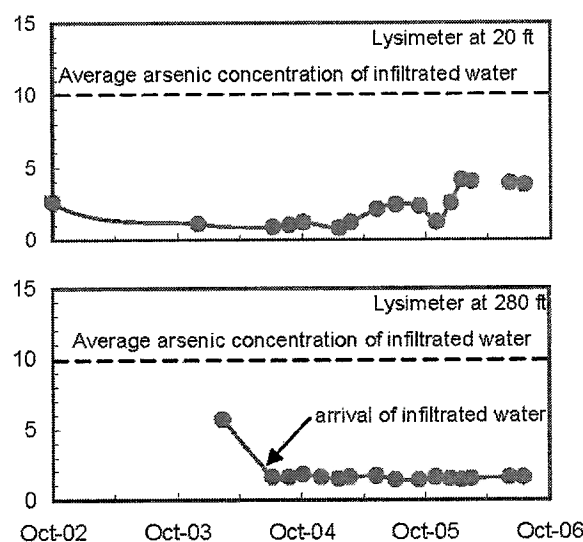 15
Lysimeter at 20 ft
Average arsenic concentration of infiltrated water
10
5
0
15
Lysimeter at 280 ft
Average arsenic concentration of infiltrated water
10
5
arrival of infiltrated water
0
Oct-02 Oct-03 Oct-04 Oct-05 Oct-06